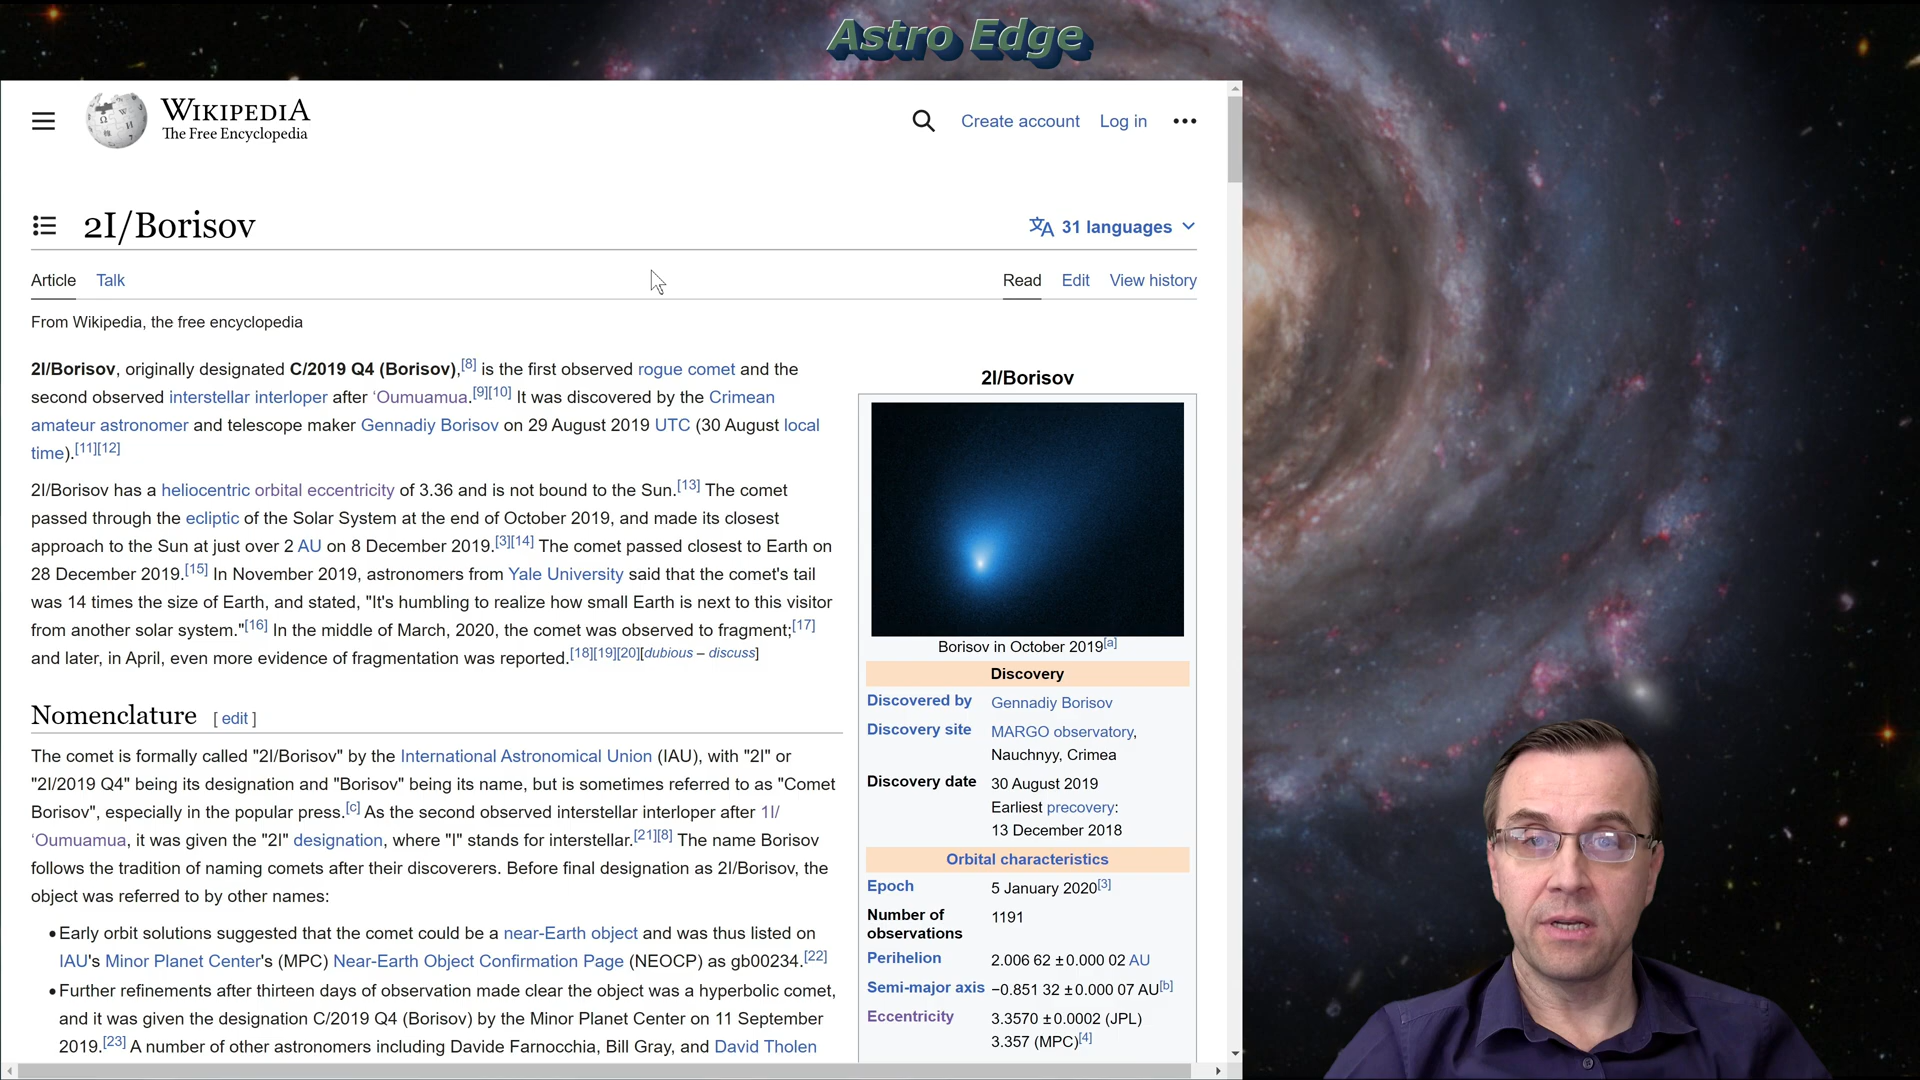 Astro Edge
WIKIPEDIA
The Free Encyclopedia
Create account Log in
2I/Borisov
31 languages
Article Talk
Read Edit View history
From Wikipedia, the free encyclopedia
2I/Borisov, originally designated C/2019 Q4 (Borisov),[8] is the first observed rogue comet and the
second observed interstellar interloper after ʻOumuamua.[9][10] It was discovered by the Crimean
amateur astronomer and telescope maker Gennadiy Borisov on 29 August 2019 UTC (30 August local
time).[11][12]
2I/Borisov has a heliocentric orbital eccentricity of 3.36 and is not bound to the Sun.[13] The comet
passed through the ecliptic of the Solar System at the end of October 2019, and made its closest
approach to the Sun at just over 2 AU on 8 December 2019.[3][14] The comet passed closest to Earth on
28 December 2019.[15] In November 2019, astronomers from Yale University said that the comet's tail
was 14 times the size of Earth, and stated, "It's humbling to realize how small Earth is next to this visitor
from another solar system."[16] In the middle of March, 2020, the comet was observed to fragment;[17]
and later, in April, even more evidence of fragmentation was reported.[18][19][20][dubious – discuss]
Nomenclature [ edit ]
The comet is formally called "2I/Borisov" by the International Astronomical Union (IAU), with "2I" or
"2I/2019 Q4" being its designation and "Borisov" being its name, but is sometimes referred to as "Comet
Borisov", especially in the popular press.[c] As the second observed interstellar interloper after 1I/
ʻOumuamua, it was given the "2I" designation, where "I" stands for interstellar.[21][8] The name Borisov
follows the tradition of naming comets after their discoverers. Before final designation as 2I/Borisov, the
object was referred to by other names:
• Early orbit solutions suggested that the comet could be a near-Earth object and was thus listed on
IAU's Minor Planet Center's (MPC) Near-Earth Object Confirmation Page (NEOCP) as gb00234.[22]
• Further refinements after thirteen days of observation made clear the object was a hyperbolic comet,
and it was given the designation C/2019 Q4 (Borisov) by the Minor Planet Center on 11 September
2019.[23] A number of other astronomers including Davide Farnocchia, Bill Gray, and David Tholen
2I/Borisov
Borisov in October 2019[a]
Discovery
Discovered by Gennadiy Borisov
Discovery site MARGO observatory,
Nauchnyy, Crimea
Discovery date 30 August 2019
Earliest precovery:
13 December 2018
Orbital characteristics
Epoch 5 January 2020[3]
Number of
observations 1191
Perihelion 2.006 62 ±0.000 02 AU
Semi-major axis −0.851 32 ±0.000 07 AU[b]
Eccentricity 3.3570 ±0.0002 (JPL)
3.357 (MPC)[4]